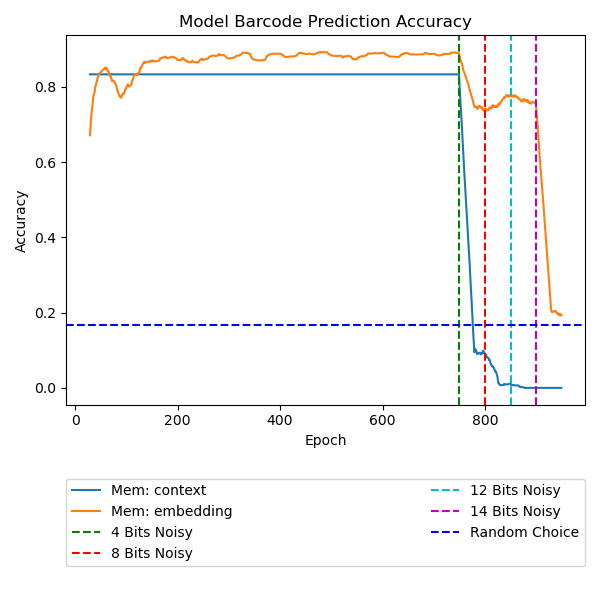 Model Barcode Prediction Accuracy
Accuracy
0.8
0.6
0.4
0.2
0.0
0 200 400 600 800
Epoch
Mem: context
Mem: embedding
4 Bits Noisy
8 Bits Noisy
12 Bits Noisy
14 Bits Noisy
Random Choice